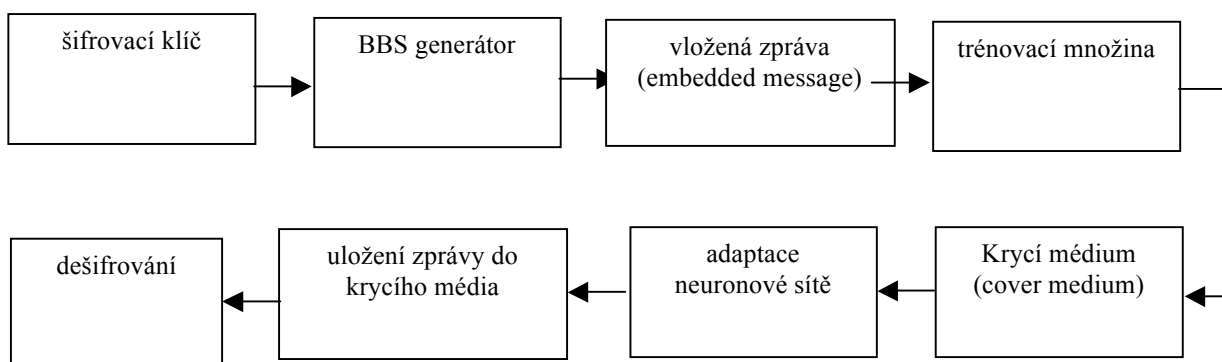 šifrovací klíč
BBS generátor
vložená zpráva
(embedded message)
trénovací množina
Krycí médium
(cover medium)
adaptace
neuronové sítě
uložení zprávy do
krycího média
dešifrování